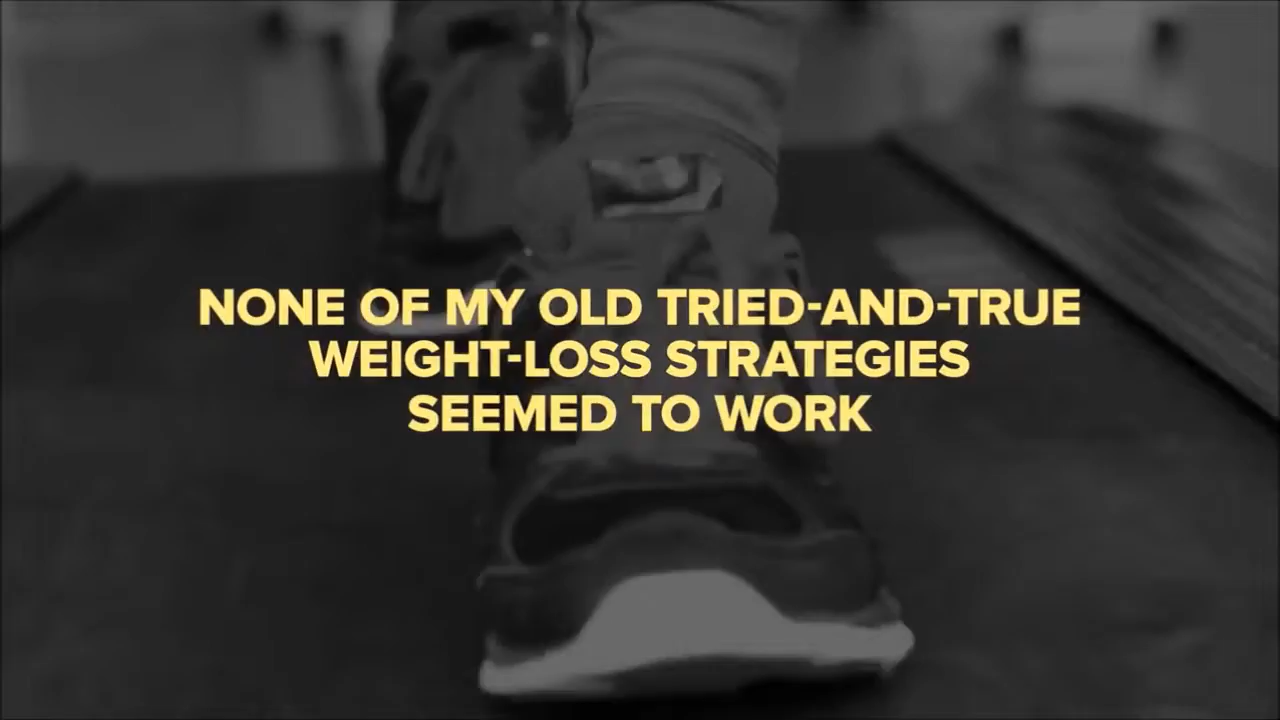 NONE OF MY OLD TRIED-AND-TRUE
WEIGHT-LOSS STRATEGIES
SEEMED TO WORK